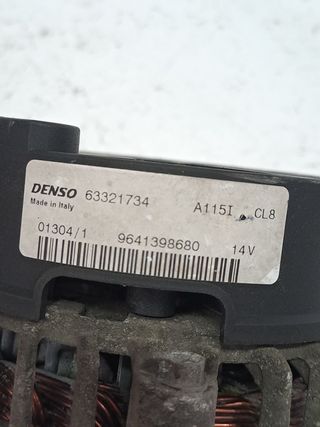 DENSO 63321734 A115I CL8
Made in Italy
01304/1 9641398680 14V